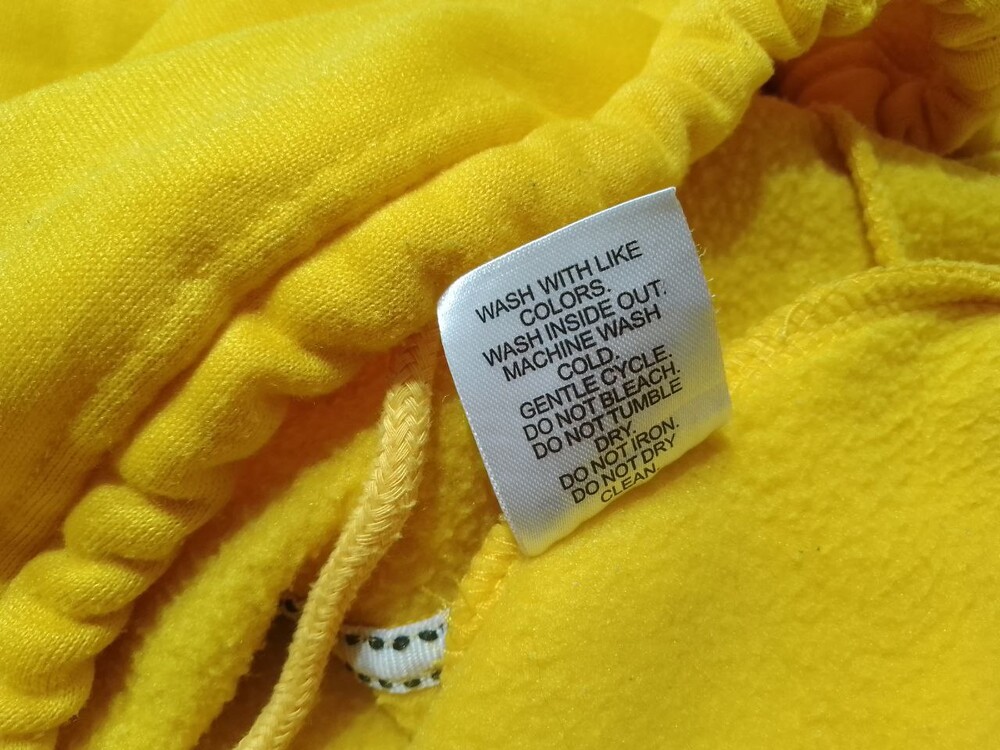 WASH WITH LIKE
COLORS.
WASH INSIDE OUT.
MACHINE WASH
COLD.
GENTLE CYCLE.
DO NOT BLEACH.
DO NOT TUMBLE
DRY.
DO NOT IRON.
DO NOT DRY
CLEAN.